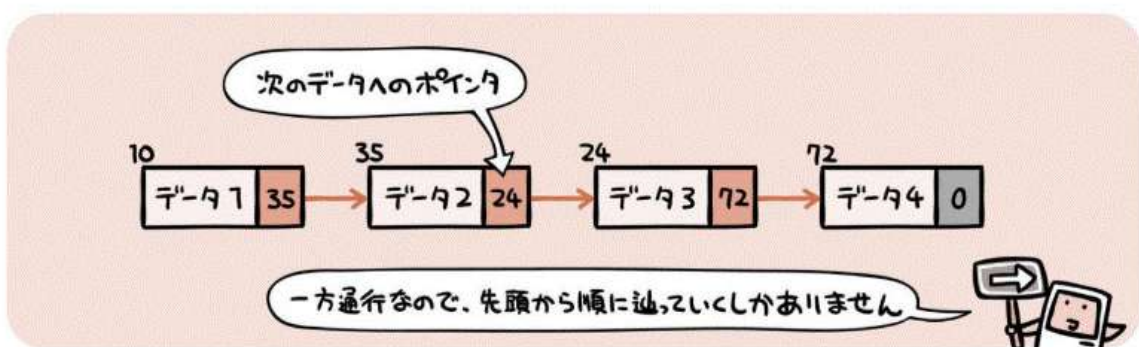 次のデータへのポインタ
10 35 24 72
データ1 35 データ2 24 データ3 72 データ4 0
一方通行なので、先頭から順に辿っていくしかありません